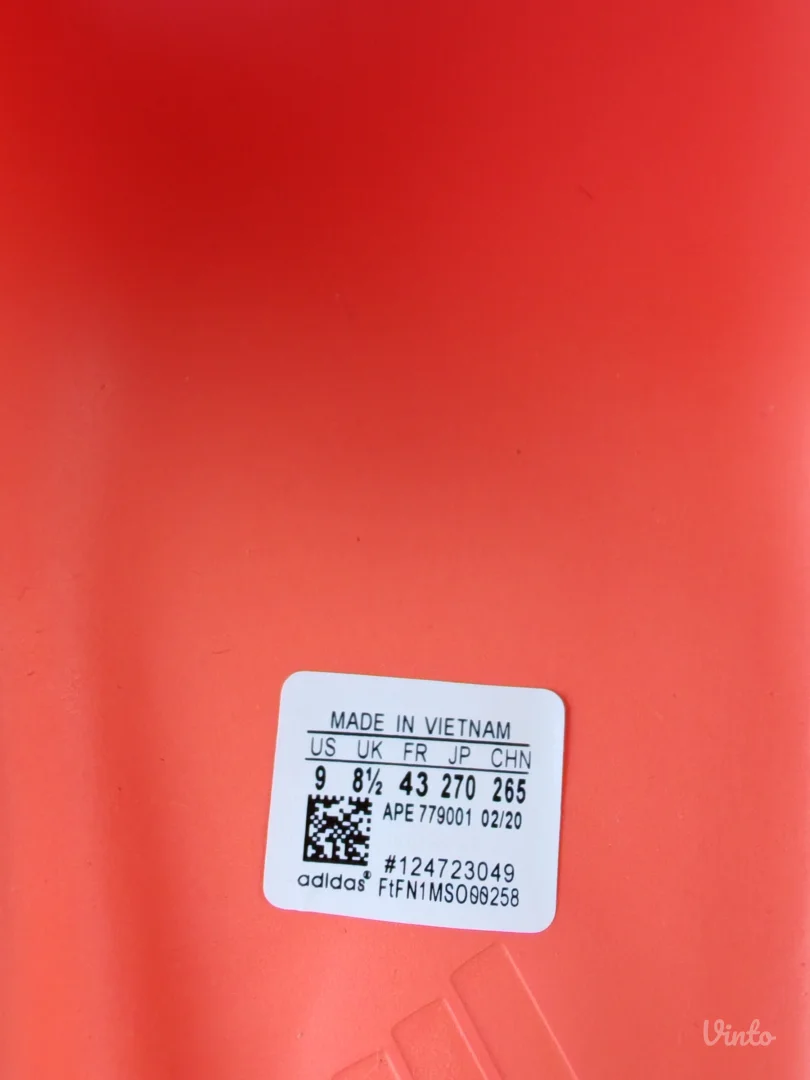 MADE IN VIETNAM
US UK FR JP CHN
9 8½ 43 270 265
APE 779001 02/20
#124723049
adidas® FtFN1MSO00258
Vinto